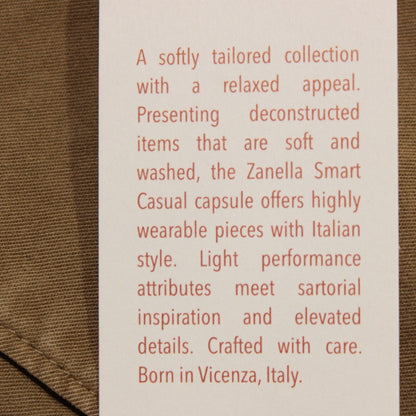 A softly tailored collection
with a relaxed appeal.
Presenting deconstructed
items that are soft and
washed, the Zanella Smart
Casual capsule offers highly
wearable pieces with Italian
style. Light performance
attributes meet sartorial
inspiration and elevated
details. Crafted with care.
Born in Vicenza, Italy.